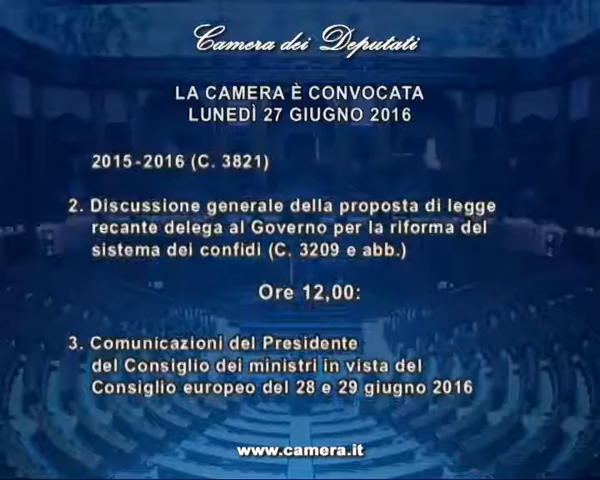 Camera dei Deputati
LA CAMERA È CONVOCATA
LUNEDÌ 27 GIUGNO 2016
2015-2016 (C. 3821)
2. Discussione generale della proposta di legge
recante delega al Governo per la riforma del
sistema dei confidi (C. 3209 e abb.)
Ore 12,00:
3. Comunicazioni del Presidente
del Consiglio dei ministri in vista del
Consiglio europeo del 28 e 29 giugno 2016
www.camera.it